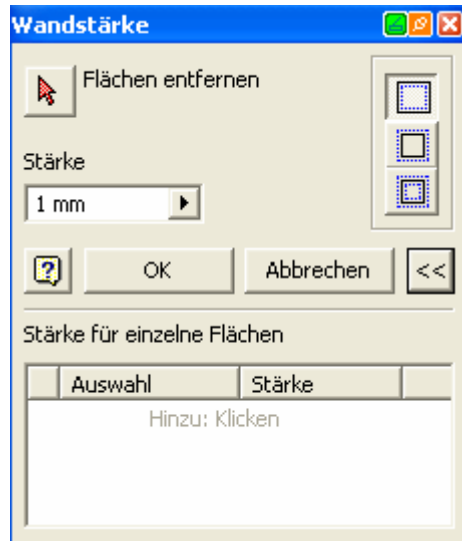 Wandstärke
Flächen entfernen
Stärke
1 mm
OK Abbrechen <<
Stärke für einzelne Flächen
Auswahl Stärke
Hinzu: Klicken